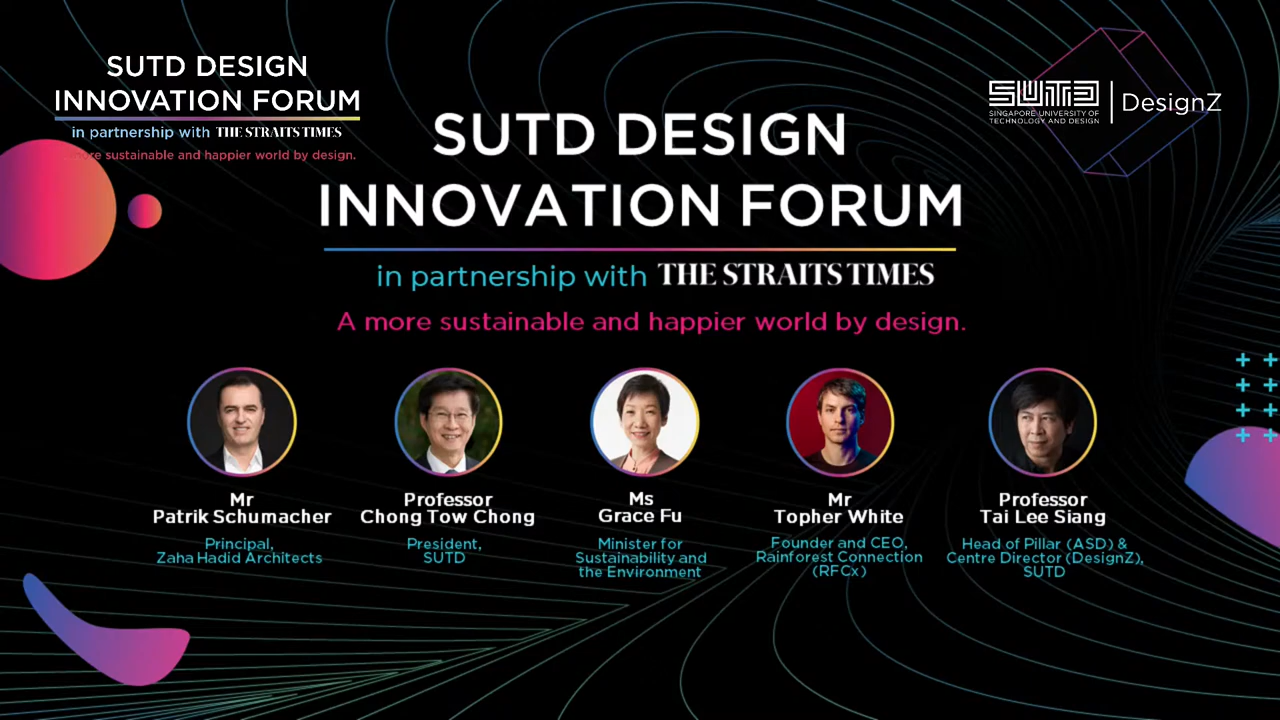 SUTD DESIGN
INNOVATION FORUM
in partnership with THE STRAITS TIMES
more sustainable and happier world by design.
SUTD
SINGAPORE UNIVERSITY OF
TECHNOLOGY AND DESIGN
DesignZ
SUTD DESIGN
INNOVATION FORUM
in partnership with THE STRAITS TIMES
A more sustainable and happier world by design.
Mr
Patrik Schumacher
Principal,
Zaha Hadid Architects
Professor
Chong Tow Chong
President,
SUTD
Ms
Grace Fu
Minister for
Sustainability and
the Environment
Mr
Topher White
Founder and CEO,
Rainforest Connection
(RFCx)
Professor
Tai Lee Siang
Head of Pillar (ASD) &
Centre Director (DesignZ),
SUTD